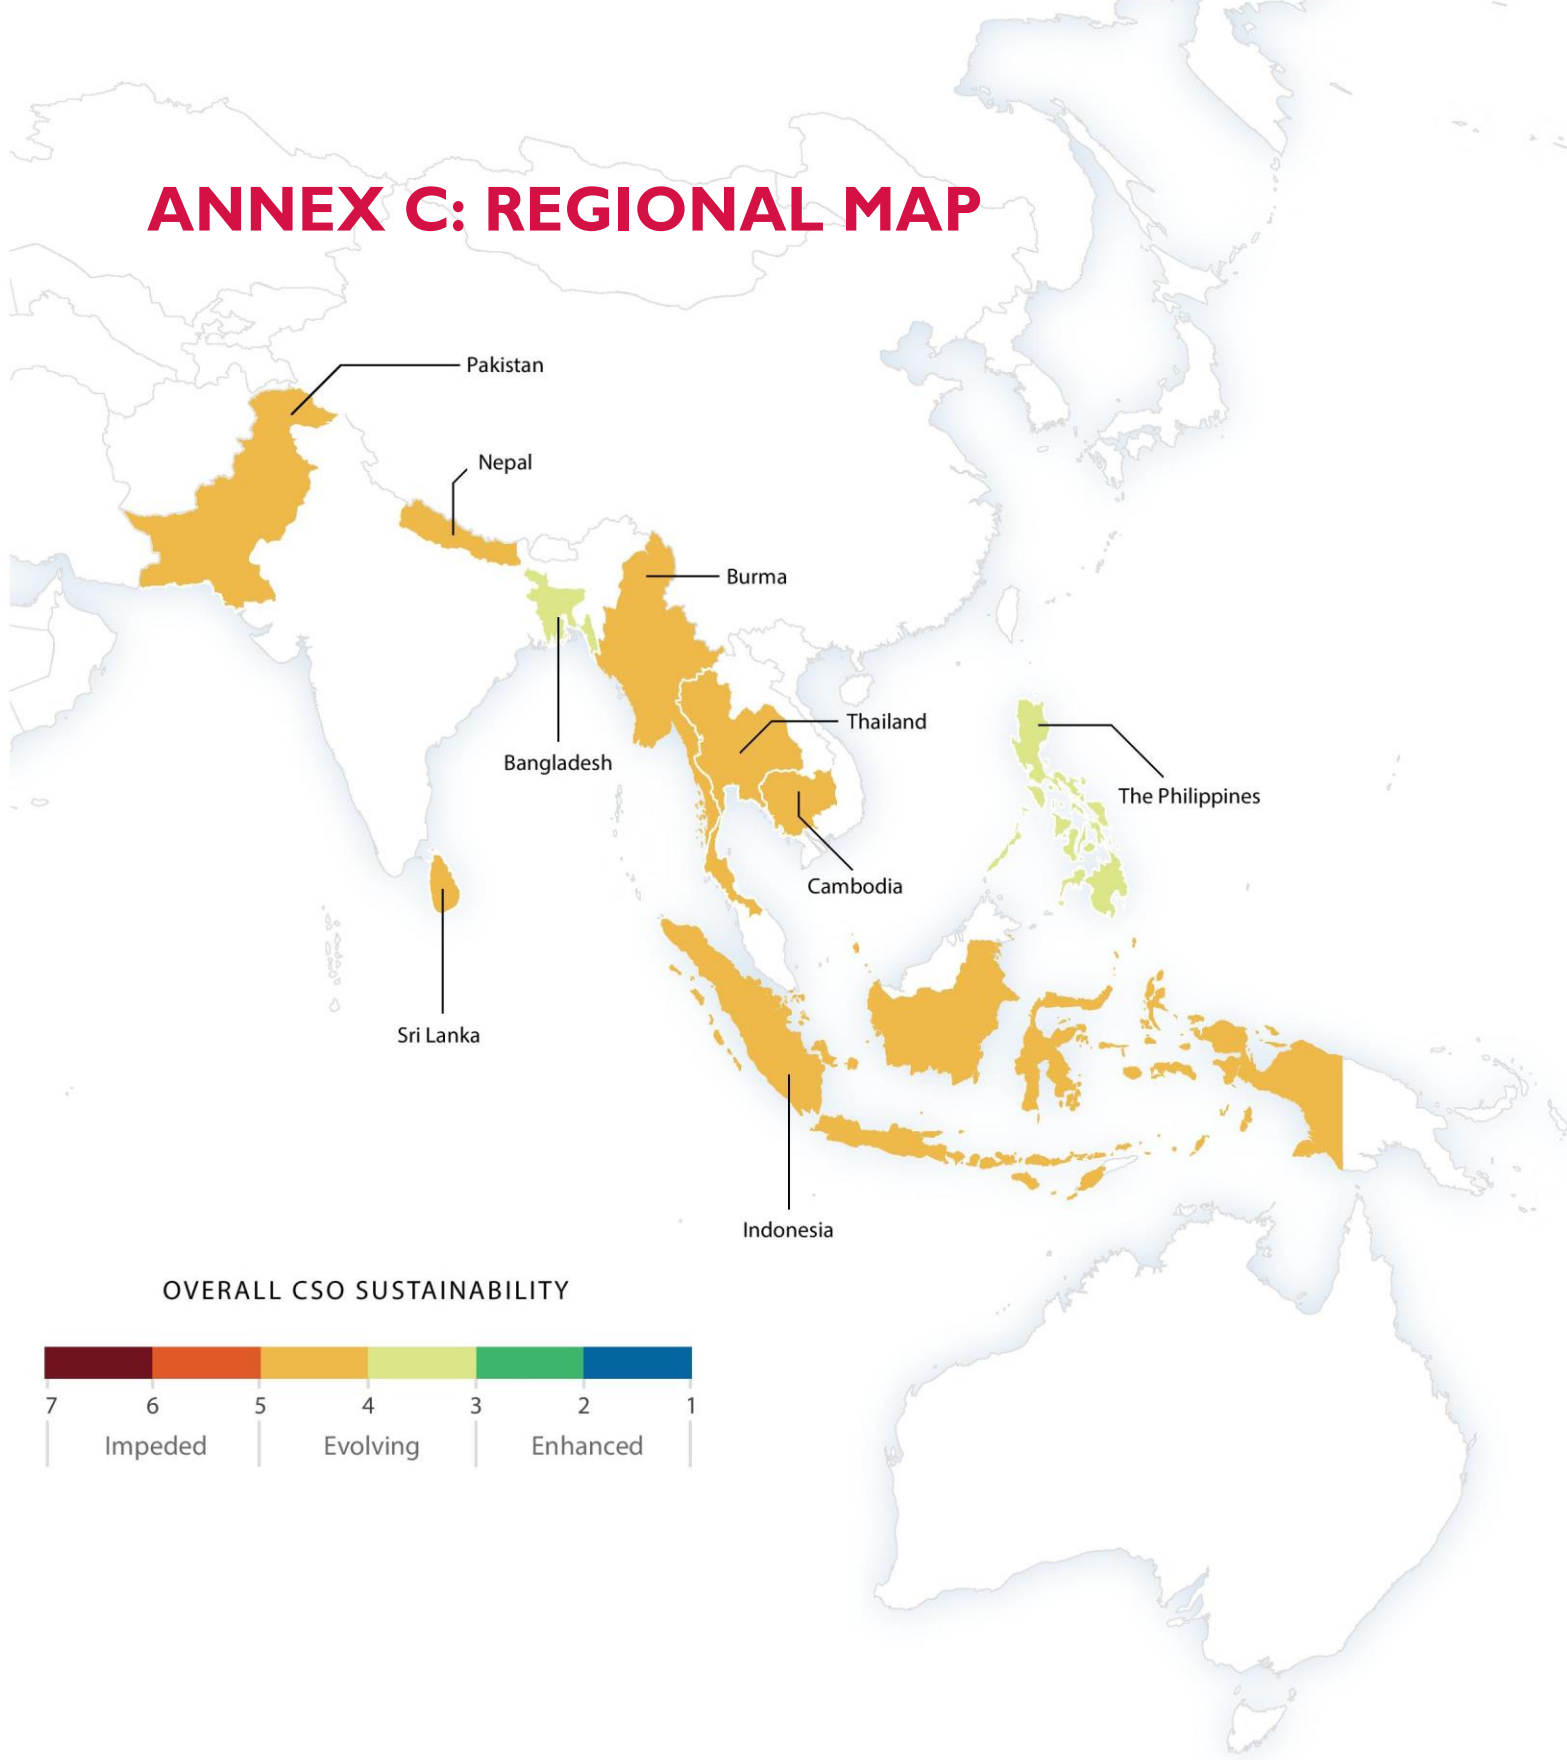 ANNEX C: REGIONAL MAP
Pakistan
Nepal
Burma
Thailand
Bangladesh
The Philippines
Cambodia
Sri Lanka
Indonesia
OVERALL CSO SUSTAINABILITY
7 6 5 4 3 2 1
Impeded Evolving Enhanced